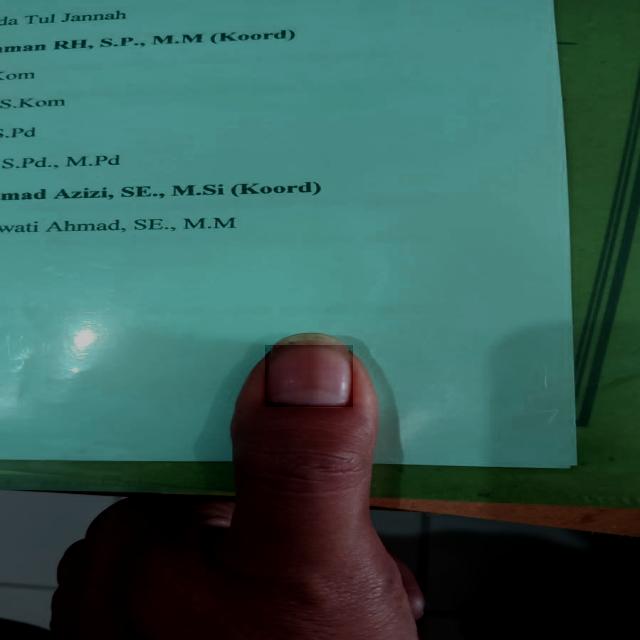 da Tul Jannah
man RH, S.P., M.M (Koord)
Kom
S.Kom
S.Pd
S.Pd., M.Pd
mad Azizi, SE., M.Si (Koord)
wati Ahmad, SE., M.M